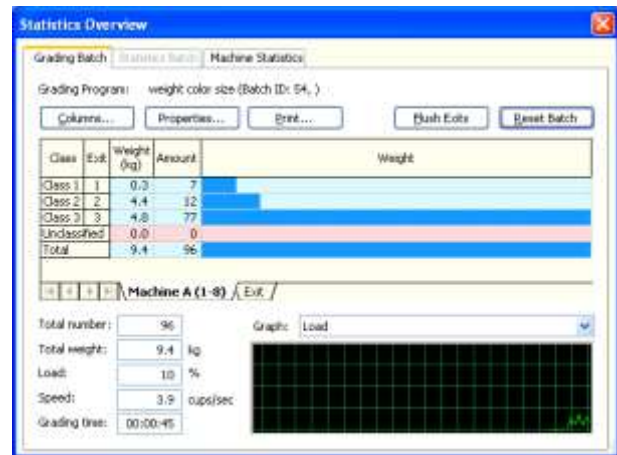 Statistics Overview
Grading Batch Statistics Batch Machine Statistics
Grading Program: weight color size (Batch ID: 54, )
Columns... Properties... Print... Flush Exits Reset Batch
Class Exit Weight (kg) Amount Weight
Class 1 1 0.3 7
Class 2 2 4.4 12
Class 3 3 4.8 77
Unclassified 0.0 0
Total 9.4 96
Machine A (1-8) Exit
Total number: 96 Graph: Load
Total weight: 9.4 kg
Load: 10 %
Speed: 3.9 cups/sec
Grading time: 00:00:45